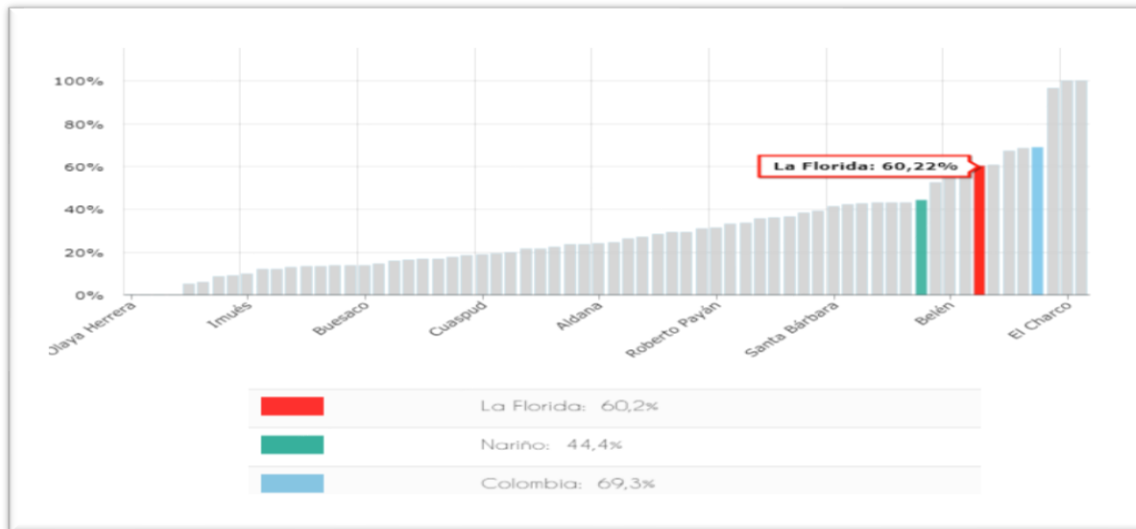 100%
80%
La Florida: 60,22%
60%
40%
20%
0%
Olaya Herrera
Imués
Buesaco
Cuaspud
Aldana
Roberto Payán
Santa Bárbara
Belén
El Charco
La Florida: 60,2%
Nariño: 44,4%
Colombia: 69,3%